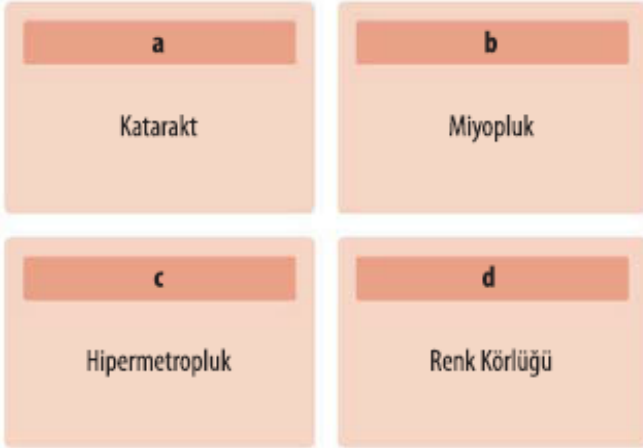 a
Katarakt
b
Miyopluk
c
Hipermetropluk
d
Renk Körlüğü